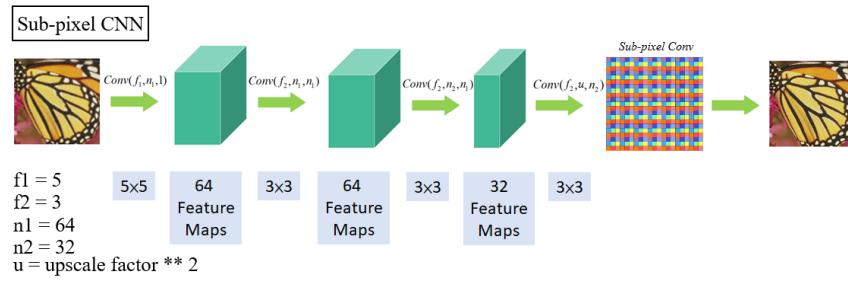 Sub-pixel CNN
Sub-pixel Conv
Conv(f₁,n₁,1)
Conv(f₂,n₁,n₁)
Conv(f₂,n₂,n₁)
Conv(f₂,u,n₂)
f1 = 5
f2 = 3
n1 = 64
n2 = 32
u = upscale factor ** 2
5×5
64
Feature
Maps
3×3
64
Feature
Maps
3×3
32
Feature
Maps
3×3